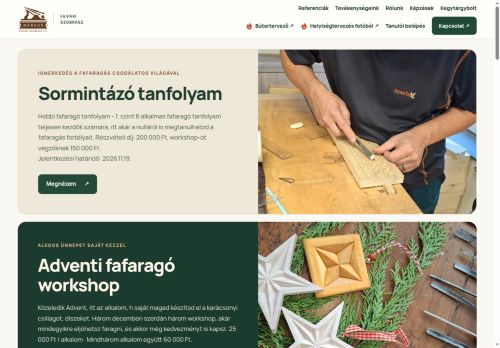 Referenciák Tevékenységeink Rólunk Képzések Kegytárgybolt
MÁRKUS
FAIPARI
SZOBRÁSZ
Bútortervező ↗ Helyiségtervezés fotóból ↗ Tanulói belépés Kapcsolat ↗
ISMERKEDÉS A FAFARAGÁS CSODÁLATOS VILÁGÁVAL
Sormintázó tanfolyam
Hobbi fafaragó tanfolyam - 1. szint 6 alkalmas fafaragó tanfolyam
teljesen kezdők számára, itt akár a nulláról is megtanulhatod a
fafaragás fortélyait. Részvételi díj: 200 000 Ft, workshop-ot
végzőknek 150 000 Ft.
Jelentkezési határidő: 2026.11.19.
Megnézem ↗
ALKOSS ÜNNEPET SAJÁT KÉZZEL
Adventi fafaragó
workshop
Közeledik Advent, itt az alkalom, h saját magad készítsd el a karácsonyi
csillagot, díszeket. Három decemberi szerdán három workshop, akár
mindegyikre eljöhetsz faragni, és akkor még kedvezményt is kapsz. 25
000 Ft / alkalom · Mindhárom alkalom együtt 60 000 Ft.